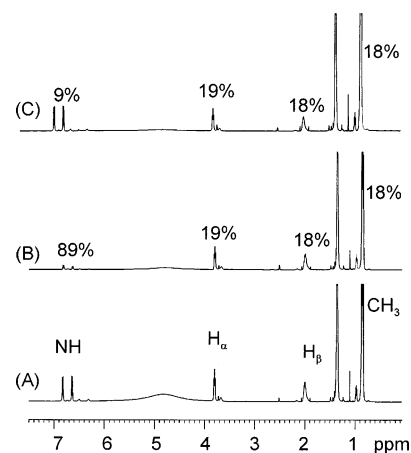 18%
9%
19%
18%
(C)
18%
89%
19%
18%
(B)
CH₃
NH
Hα
Hβ
(A)
7 6 5 4 3 2 1 ppm